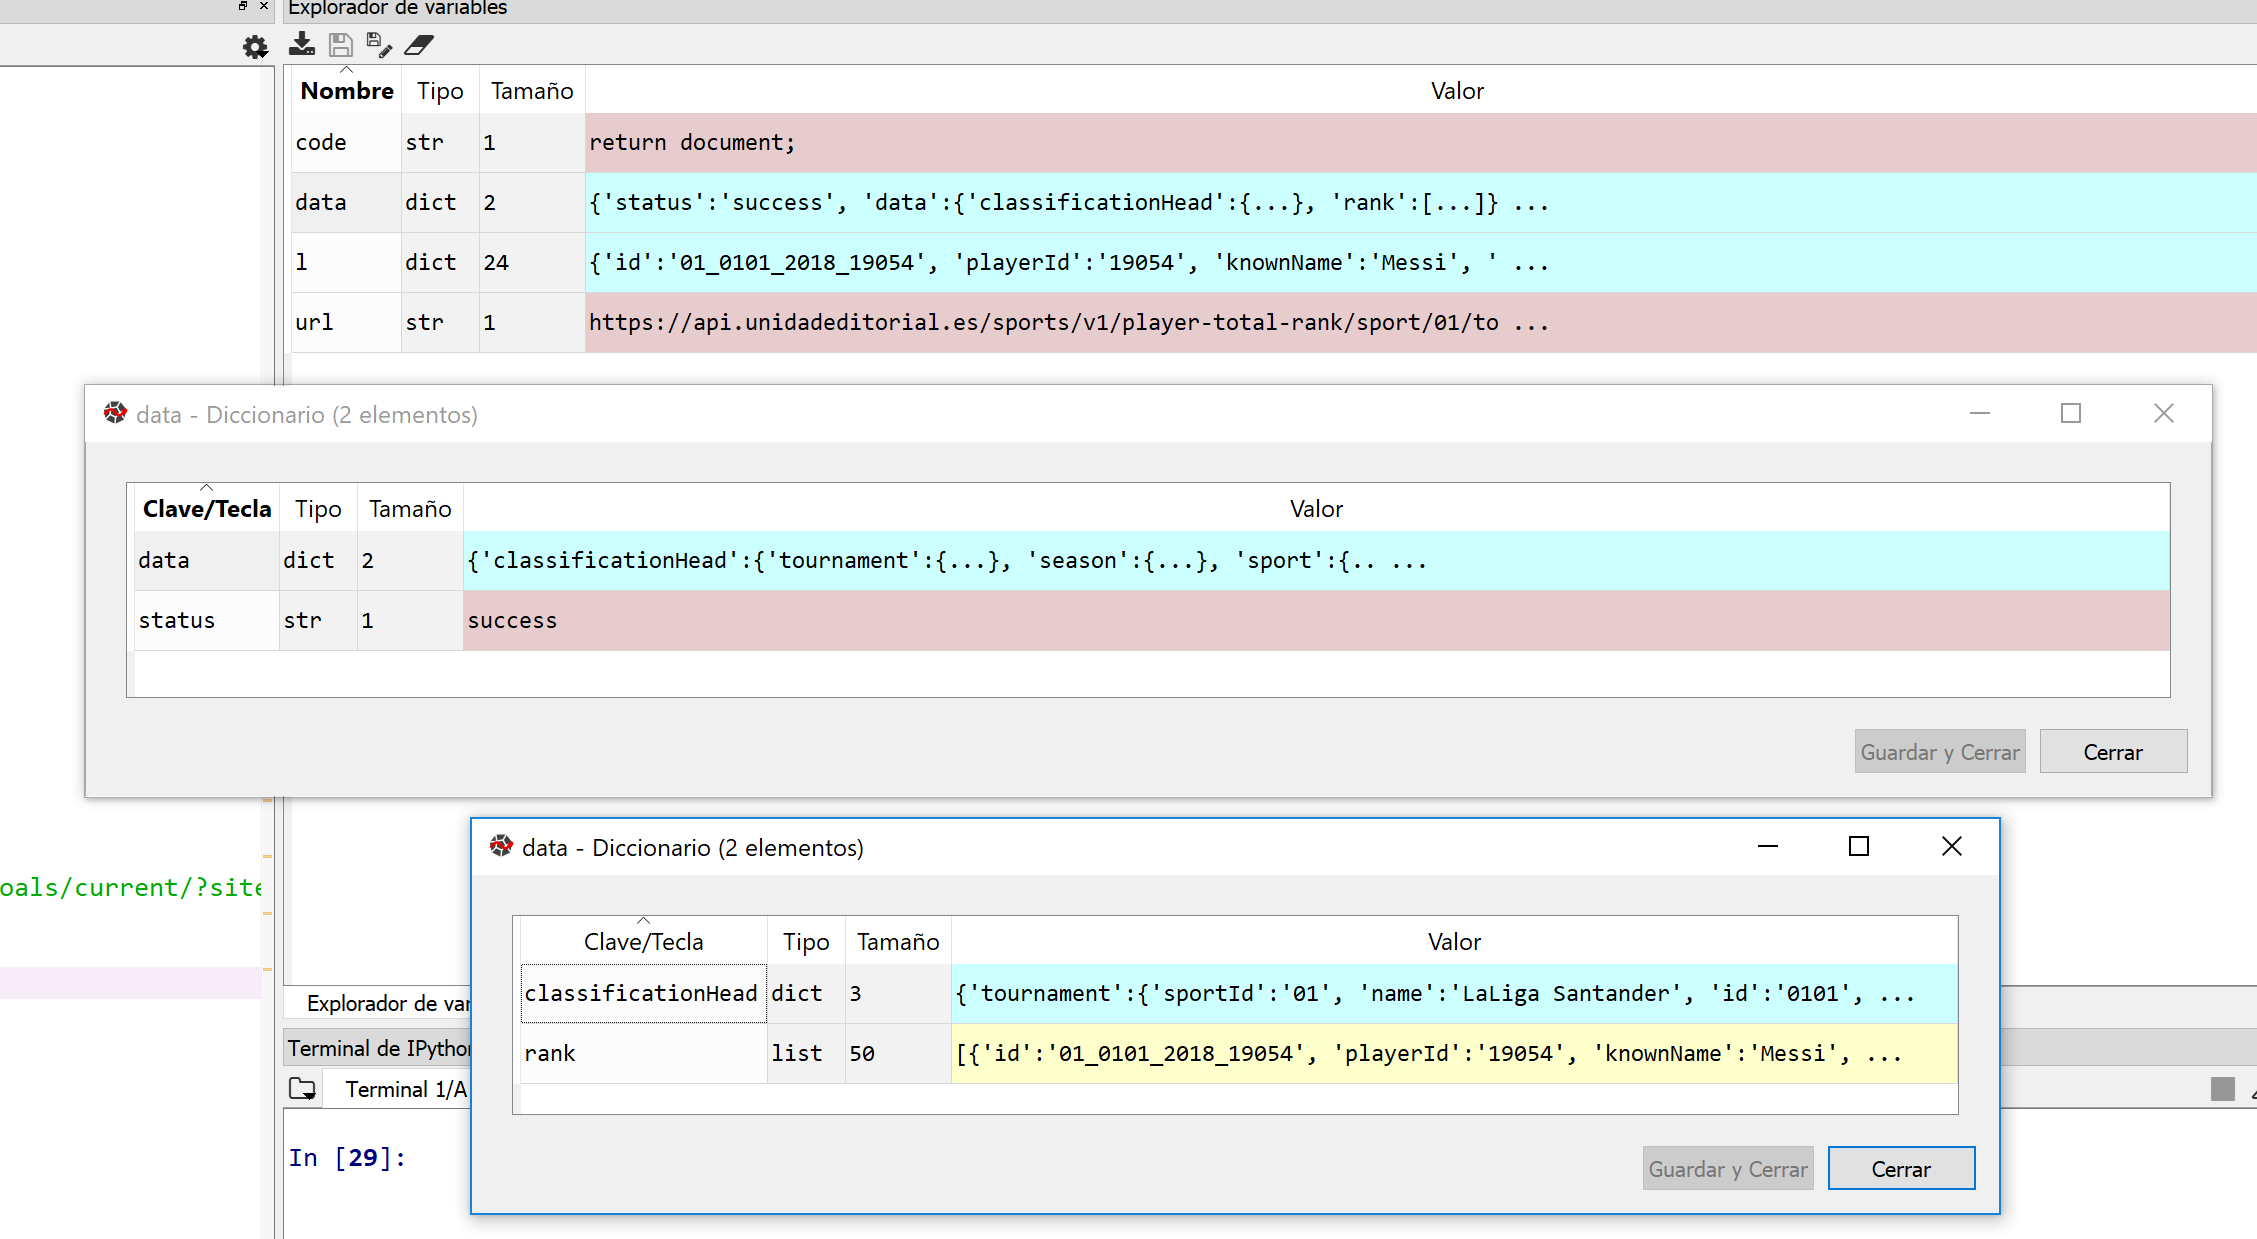 Explorador de variables
Nombre Tipo Tamaño Valor
code str 1 return document;
data dict 2 {'status':'success', 'data':{'classificationHead':{...}, 'rank':[...]} ...
l dict 24 {'id':'01_0101_2018_19054', 'playerId':'19054', 'knownName':'Messi', ' ...
url str 1 https://api.unidadeditorial.es/sports/v1/player-total-rank/sport/01/to ...
data - Diccionario (2 elementos)
Clave/Tecla Tipo Tamaño Valor
data dict 2 {'classificationHead':{'tournament':{...}, 'season':{...}, 'sport':{.. ...
status str 1 success
Guardar y Cerrar Cerrar
oals/current/?site
data - Diccionario (2 elementos)
Clave/Tecla Tipo Tamaño Valor
classificationHead dict 3 {'tournament':{'sportId':'01', 'name':'LaLiga Santander', 'id':'0101', ...
rank list 50 [{'id':'01_0101_2018_19054', 'playerId':'19054', 'knownName':'Messi', ...
Guardar y Cerrar Cerrar
Explorador de var
Terminal de IPython
Terminal 1/A
In [29]: